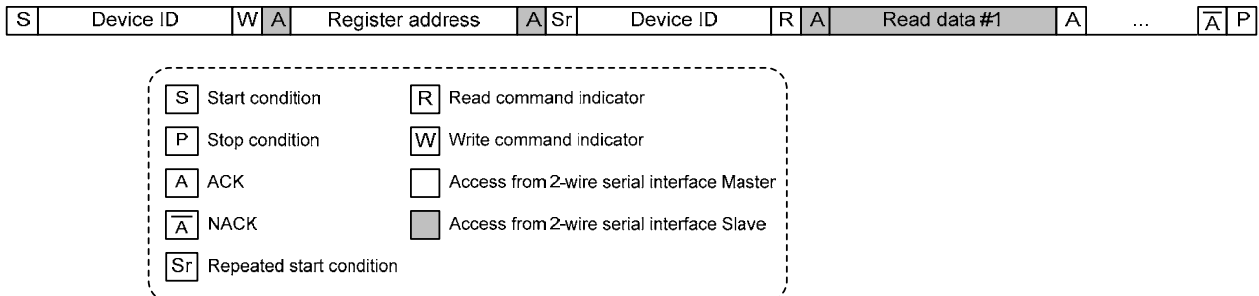 S Device ID W A Register address A Sr Device ID R A Read data #1 A ... A P
S Start condition
R Read command indicator
P Stop condition
W Write command indicator
A ACK
Access from 2-wire serial interface Master
A NACK
Access from 2-wire serial interface Slave
Sr Repeated start condition